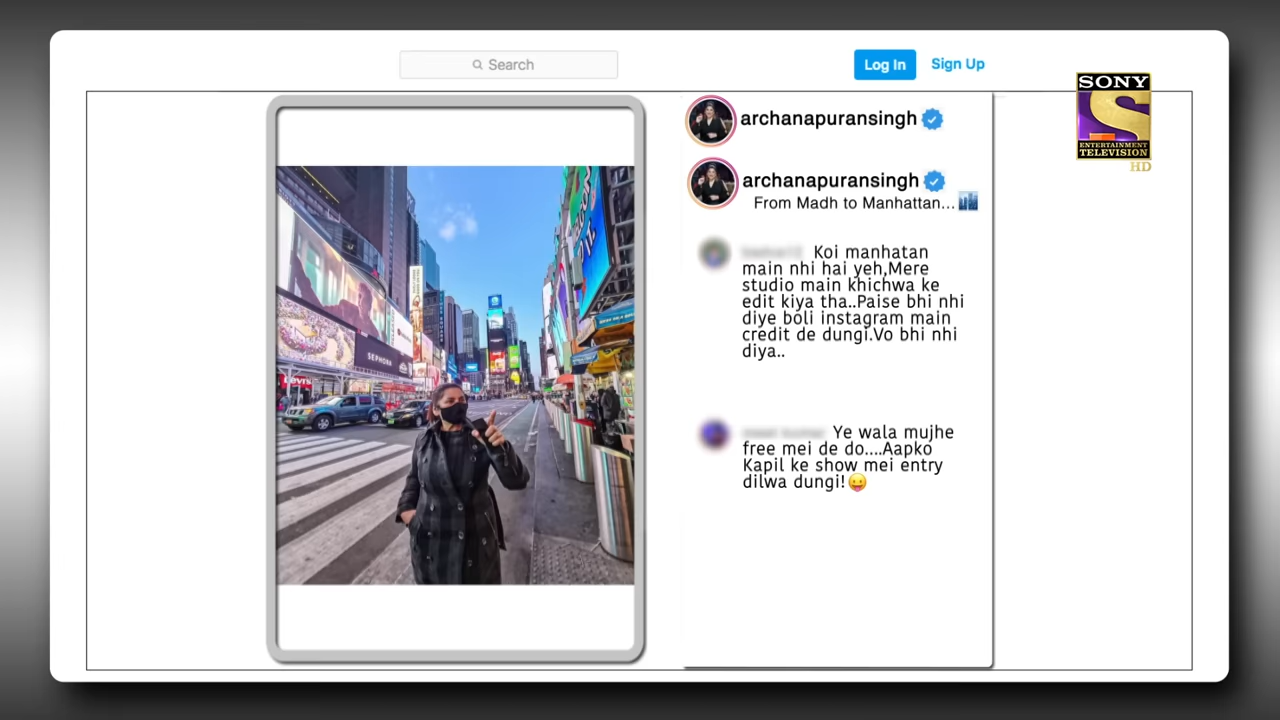 Search
Log In
Sign Up
SONY
ENTERTAINMENT
TELEVISION
HD
archanapuransingh
archanapuransingh
From Madh to Manhattan...
Koi manhatan
main nhi hai yeh,Mere
studio main khichwa ke
edit kiya tha..Paise bhi nhi
diye boli instagram main
credit de dungi.Vo bhi nhi
diya..
Ye wala mujhe
free mei de do....Aapko
Kapil ke show mei entry
dilwa dungi!😛
SEPHORA
Levi's